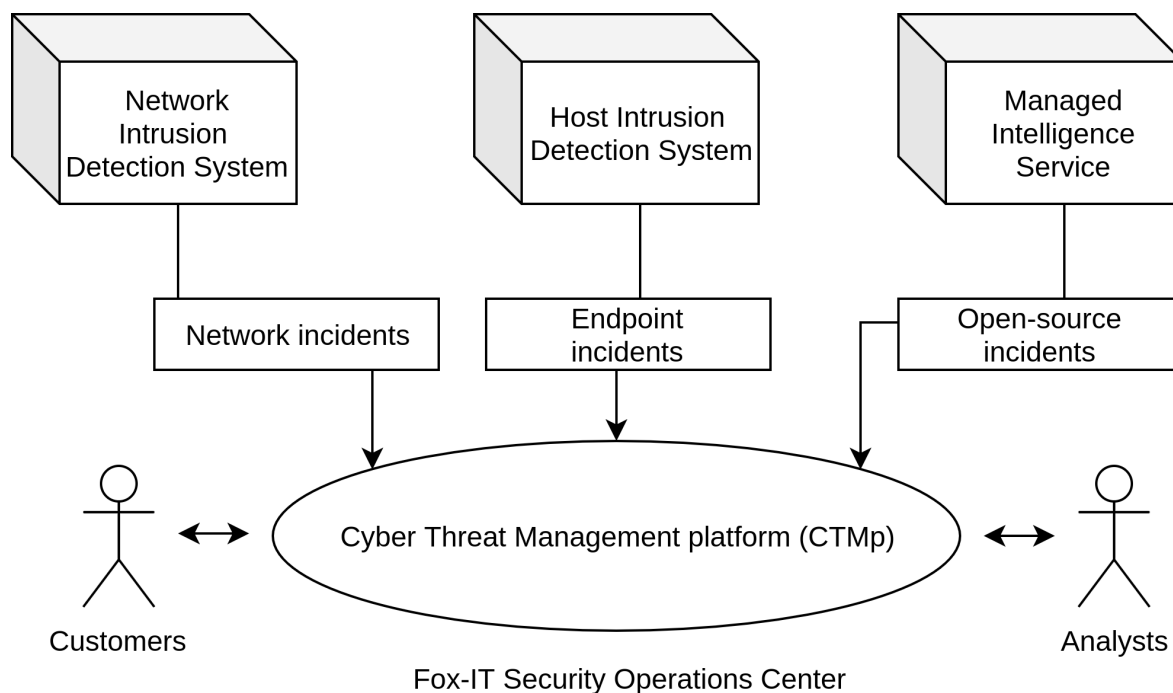 Network
Intrusion
Detection System
Host Intrusion
Detection System
Managed
Intelligence
Service
Network incidents
Endpoint
incidents
Open-source
incidents
Cyber Threat Management platform (CTMp)
Customers
Analysts
Fox-IT Security Operations Center